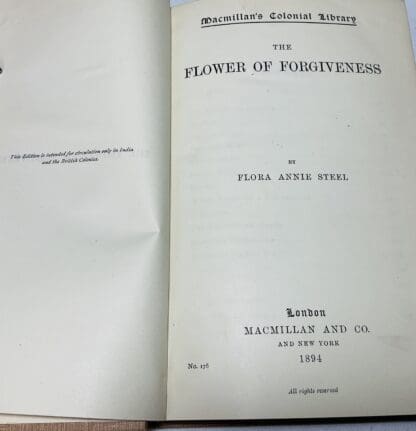 This Edition is intended for circulation only in India
and the British Colonies.
Macmillan's Colonial Library
THE
FLOWER OF FORGIVENESS
BY
FLORA ANNIE STEEL
London
MACMILLAN AND CO.
AND NEW YORK
1894
No. 176
All rights reserved